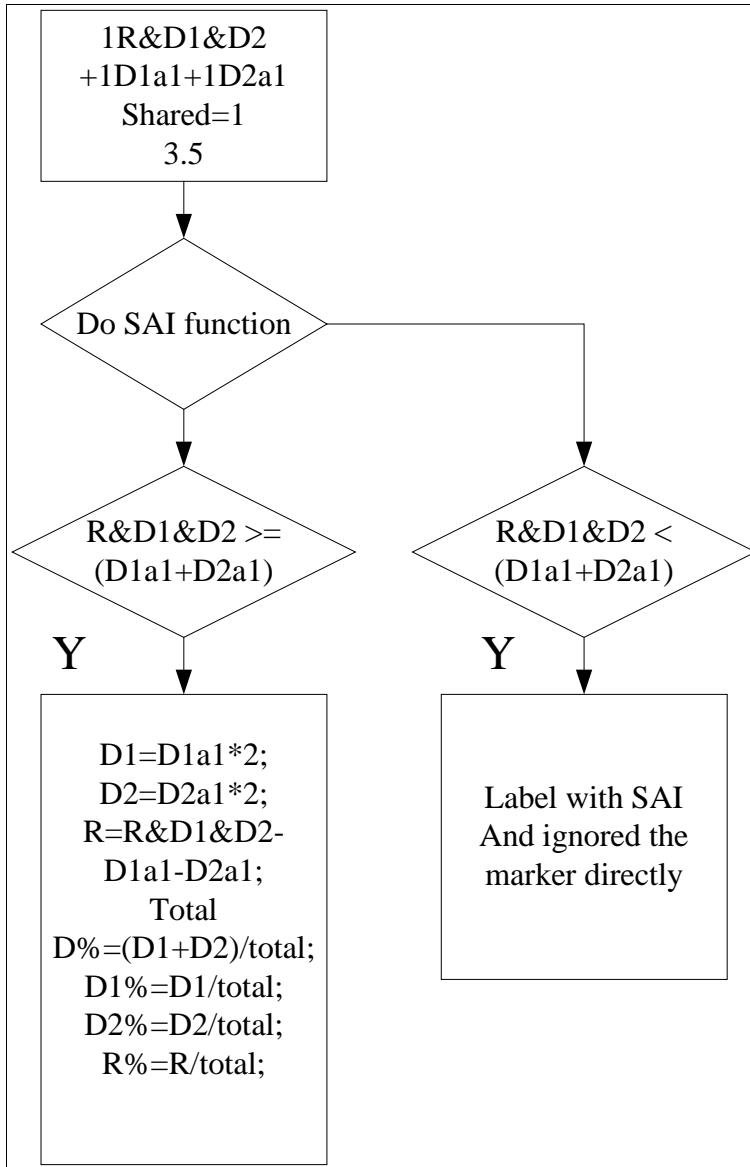 1R&D1&D2
+1D1a1+1D2a1
Shared=1
3.5
Do SAI function
R&D1&D2 >=
(D1a1+D2a1)
R&D1&D2 <
(D1a1+D2a1)
Y
Y
D1=D1a1*2;
D2=D2a1*2;
R=R&D1&D2-
D1a1-D2a1;
Total
D%=(D1+D2)/total;
D1%=D1/total;
D2%=D2/total;
R%=R/total;
Label with SAI
And ignored the
marker directly